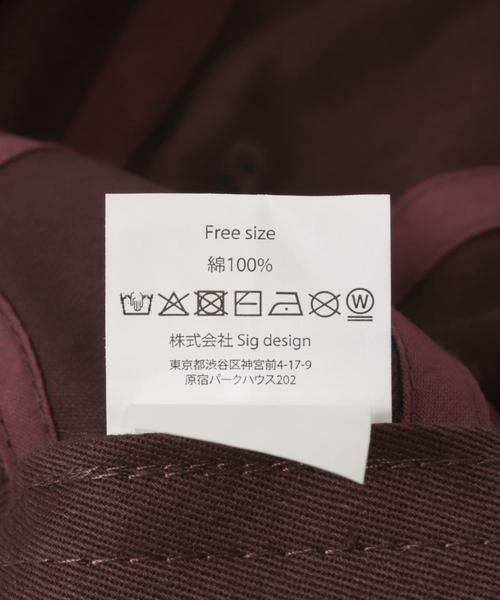 Free size
綿100%
W
株式会社 Sig design
東京都渋谷区神宮前4-17-9
原宿パークハウス202